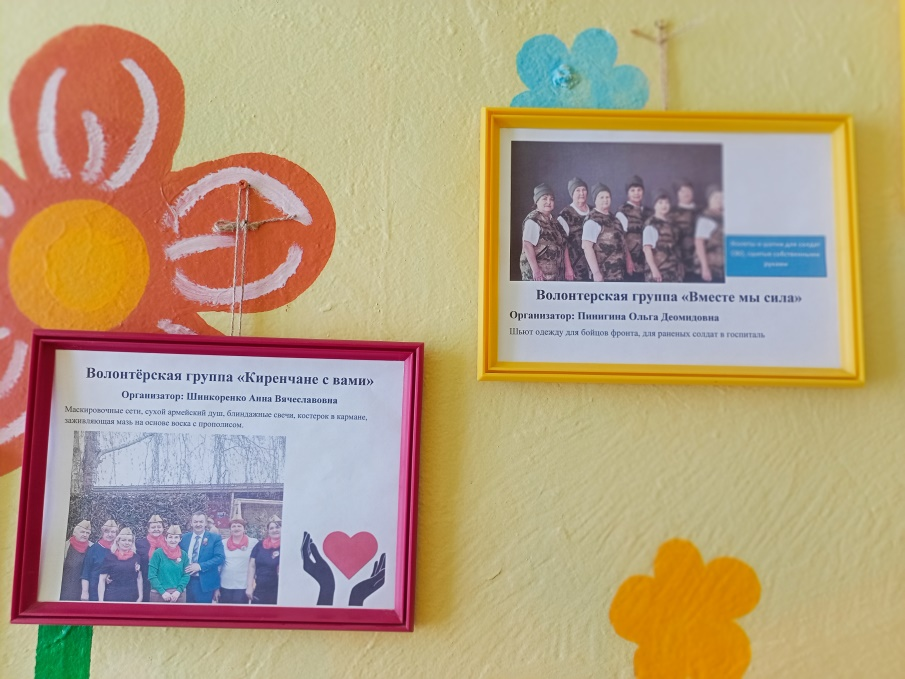 Волонтёрская группа «Киренчане с вами»
Организатор: Шинкоренко Анна Вячеславовна
Маскировочные сети, сухой армейский душ, блиндажные свечи, костерок в кармане,
заживляющая мазь на основе воска с прополисом.
Жилеты и шапки для солдат
СВО, сшитые собственными
руками
Волонтерская группа «Вместе мы сила»
Организатор: Пинигина Ольга Деомидовна
Шьют одежду для бойцов фронта, для раненых солдат в госпиталь